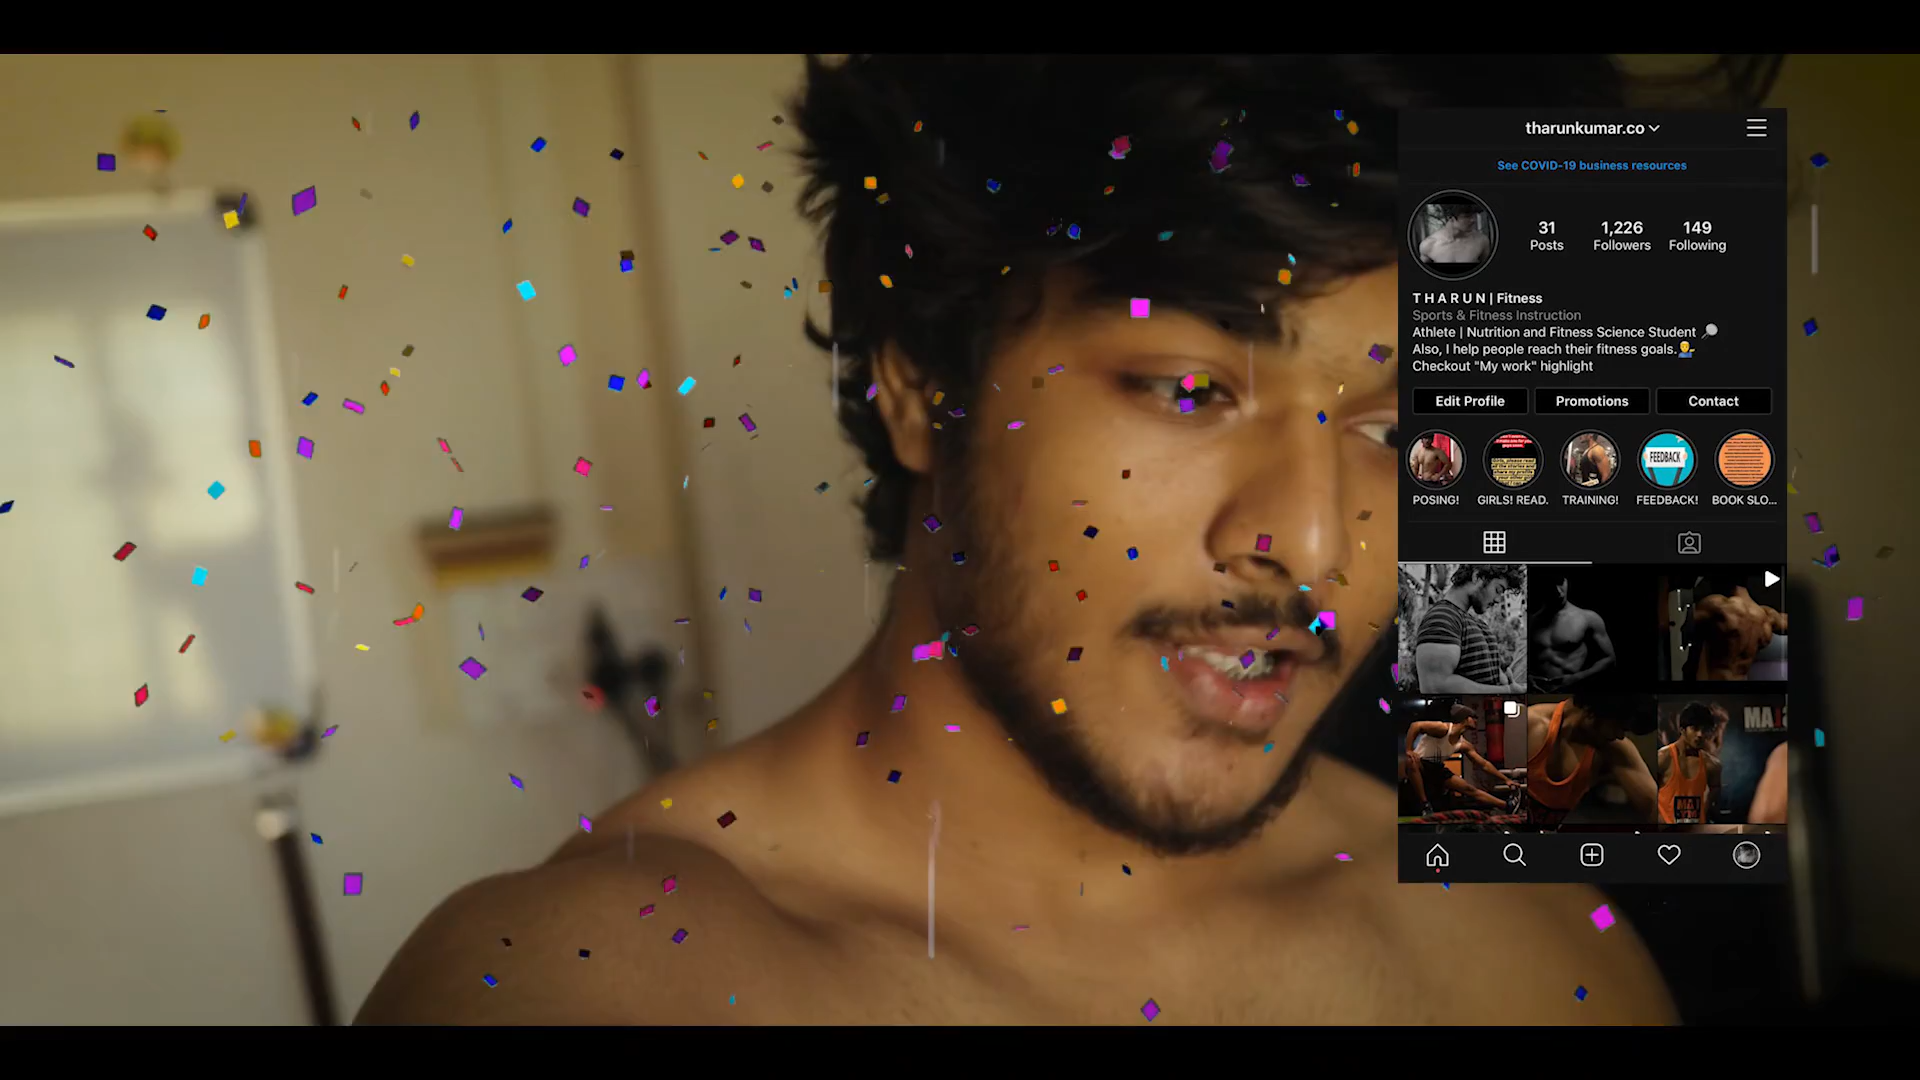 tharunkumar.co
See COVID-19 business resources
31
Posts
1,226
Followers
149
Following
T H A R U N | Fitness
Sports & Fitness Instruction
Athlete | Nutrition and Fitness Science Student 🔎
Also, I help people reach their fitness goals.💁‍♂️
Checkout "My work" highlight
Edit Profile
Promotions
Contact
FEEDBACK
POSING!
GIRLS! READ.
TRAINING!
FEEDBACK!
BOOK SLO...